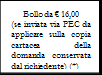 Bollo da € 16,00
(se inviata via PEC da
applicare sulla copia
cartacea della
domanda conservata
dal richiedente) (**)